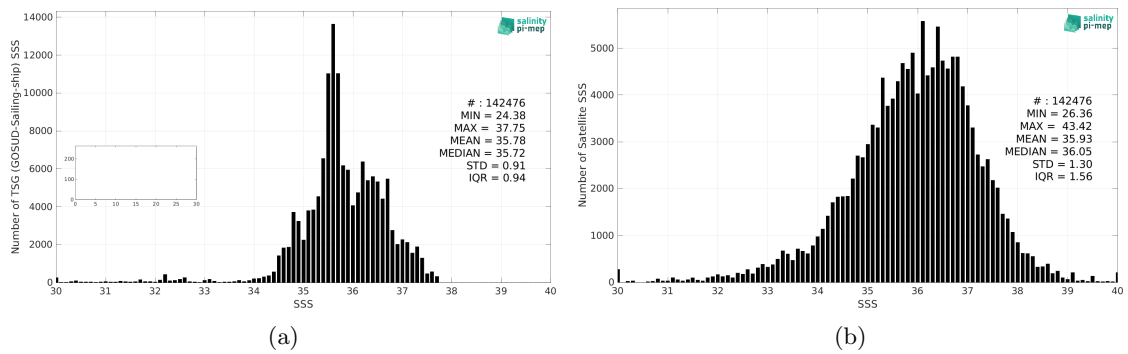 salinity
pi-mep
Number of TSG (GOSUD-Sailing-ship) SSS
14000
12000
10000
8000
6000
4000
2000
0
# : 142476
MIN = 24.38
MAX = 37.75
MEAN = 35.78
MEDIAN = 35.72
STD = 0.91
IQR = 0.94
200
100
0
0 5 10 15 20 25 30
30 31 32 33 34 35 36 37 38 39 40
SSS
(a)
salinity
pi-mep
Number of Satellite SSS
5000
4000
3000
2000
1000
0
# : 142476
MIN = 26.36
MAX = 43.42
MEAN = 35.93
MEDIAN = 36.05
STD = 1.30
IQR = 1.56
30 31 32 33 34 35 36 37 38 39 40
SSS
(b)